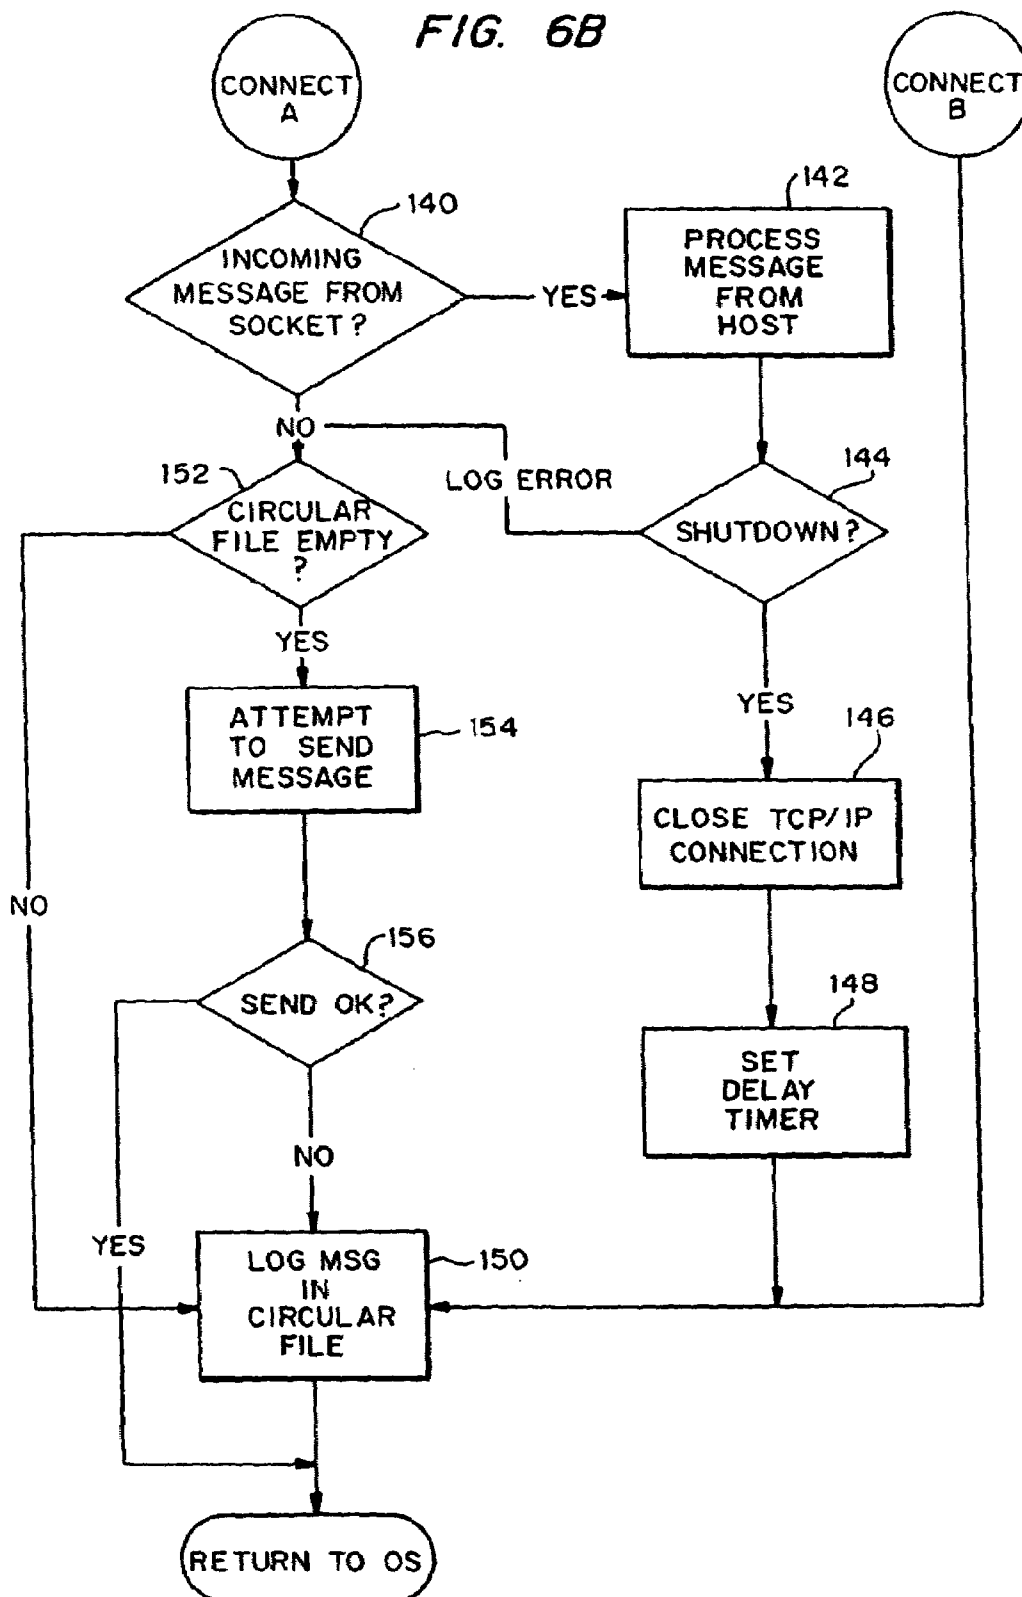 FIG. 6B
CONNECT
A
CONNECT
B
140
INCOMING
MESSAGE FROM
SOCKET?
YES
142
PROCESS
MESSAGE
FROM
HOST
NO
LOG ERROR
144
SHUTDOWN?
152
CIRCULAR
FILE EMPTY
?
YES
YES
ATTEMPT
TO SEND
MESSAGE
154
146
CLOSE TCP/IP
CONNECTION
NO
156
SEND OK?
148
SET
DELAY
TIMER
NO
YES
LOG MSG
IN
CIRCULAR
FILE
150
RETURN TO OS